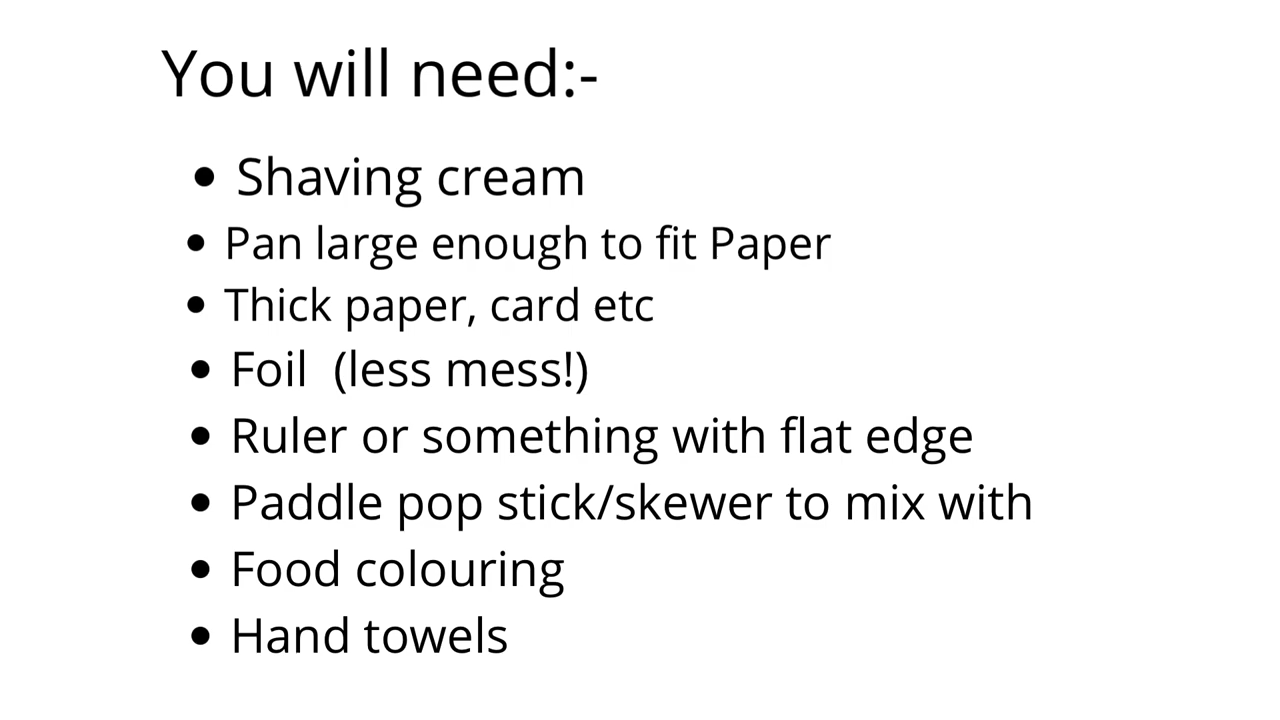 You will need:-
• Shaving cream
• Pan large enough to fit Paper
• Thick paper, card etc
• Foil  (less mess!)
• Ruler or something with flat edge
• Paddle pop stick/skewer to mix with
• Food colouring
• Hand towels